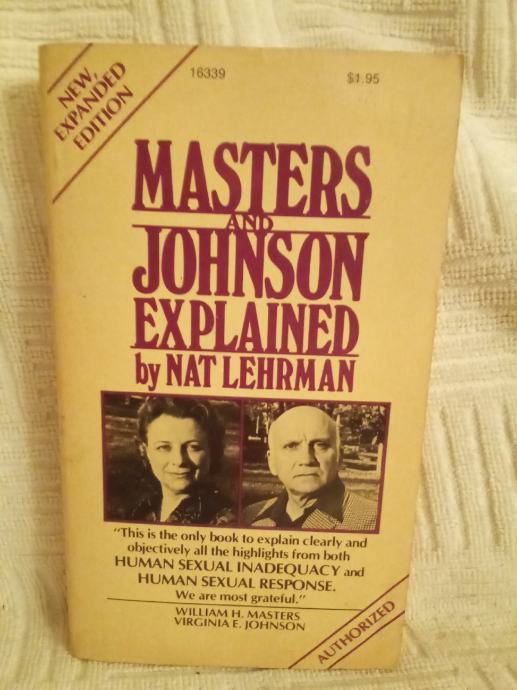 NEW,
EXPANDED
EDITION
16339
$1.95
MASTERS
AND
JOHNSON
EXPLAINED
by NAT LEHRMAN
"This is the only book to explain clearly and
objectively all the highlights from both
HUMAN SEXUAL INADEQUACY and
HUMAN SEXUAL RESPONSE.
We are most grateful."
WILLIAM H. MASTERS
VIRGINIA E. JOHNSON
AUTHORIZED